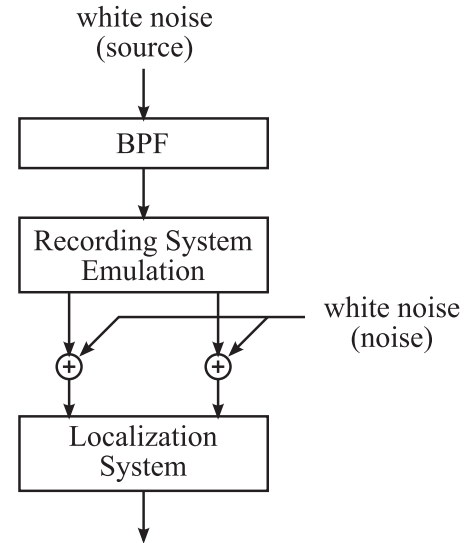 white noise
(source)
BPF
Recording System
Emulation
white noise
(noise)
+
+
Localization
System